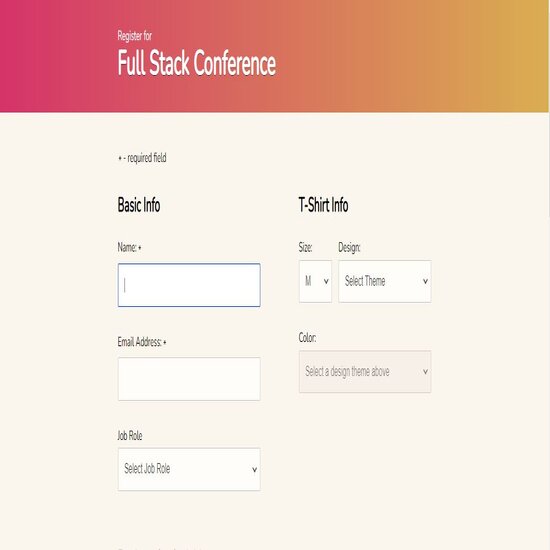 Register for
Full Stack Conference
* - required field
Basic Info
Name: *
Email Address: *
Job Role
Select Job Role
T-Shirt Info
Size:
Design:
M
Select Theme
Color:
Select a design theme above